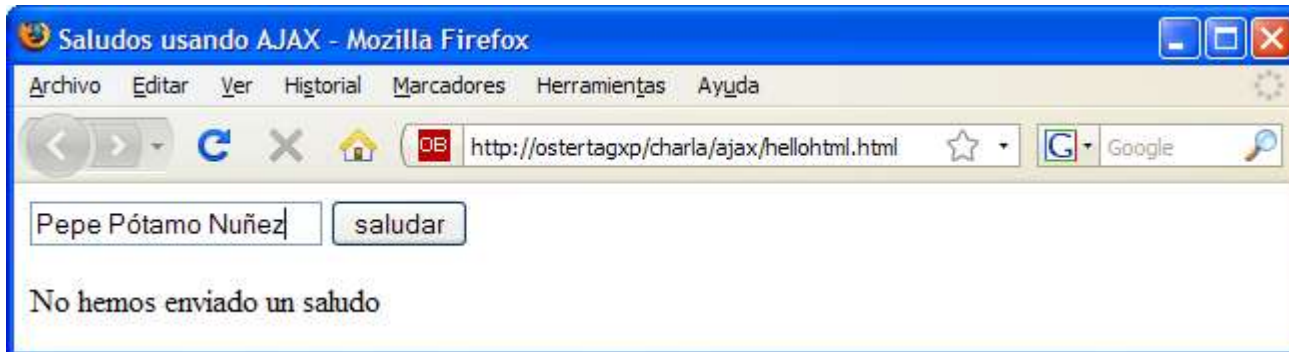 Saludos usando AJAX - Mozilla Firefox
Archivo Editar Ver Historial Marcadores Herramientas Ayuda
OB http://ostertagxp/charla/ajax/hellohtml.html G Google
Pepe Pótamo Nuñez saludar
No hemos enviado un saludo